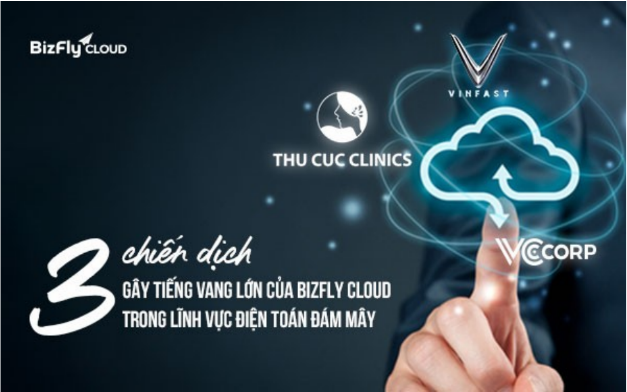 BizFly CLOUD
VINFAST
THU CUC CLINICS
VCCORP
3 chiến dịch
GÂY TIẾNG VANG LỚN CỦA BIZFLY CLOUD
TRONG LĨNH VỰC ĐIỆN TOÁN ĐÁM MÂY